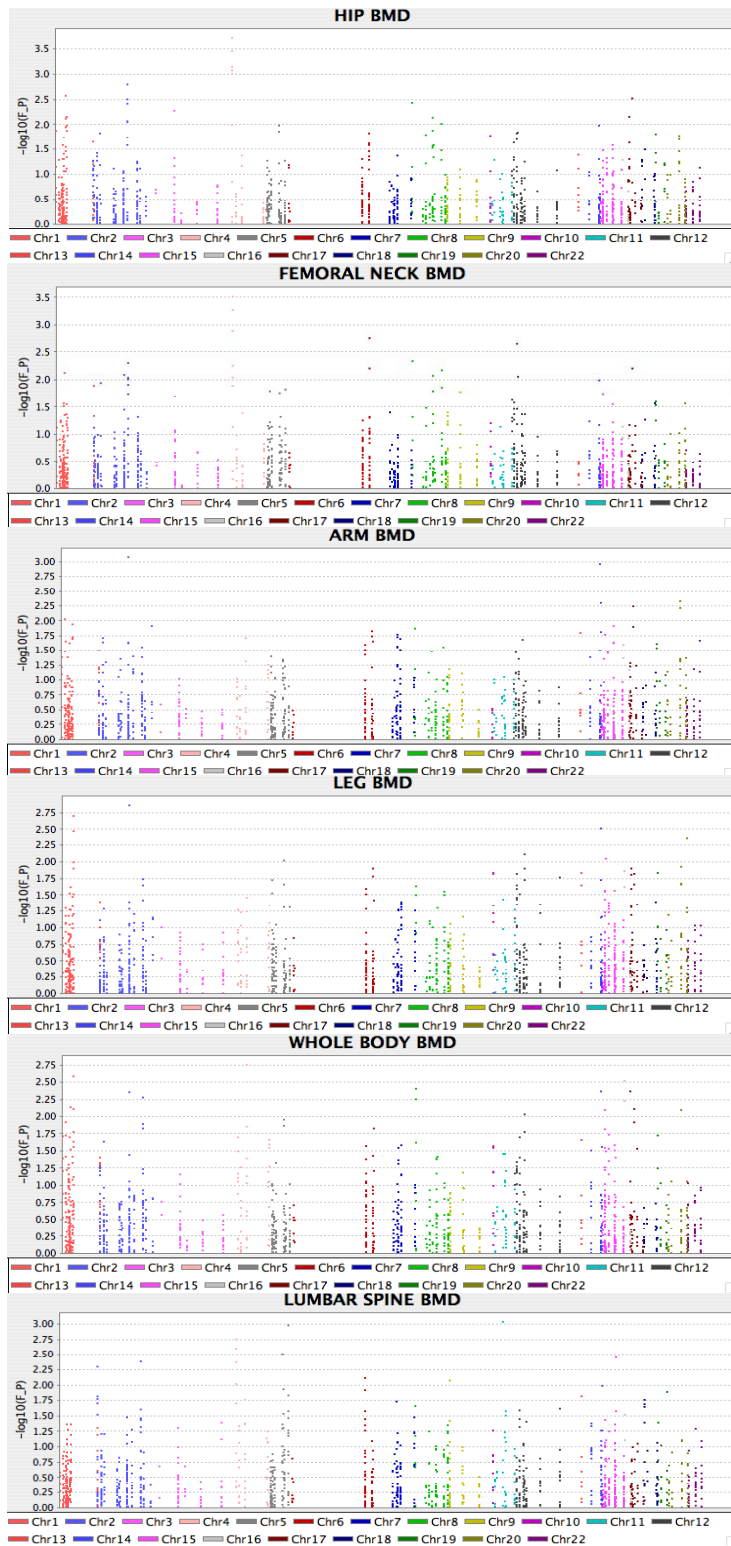 HIP BMD
3.5
3.0
2.5
2.0
1.5
1.0
0.5
0.0
−log10(F_P)
Chr1 Chr2 Chr3 Chr4 Chr5 Chr6 Chr7 Chr8 Chr9 Chr10 Chr11 Chr12
Chr13 Chr14 Chr15 Chr16 Chr17 Chr18 Chr19 Chr20 Chr22
FEMORAL NECK BMD
3.5
3.0
2.5
2.0
1.5
1.0
0.5
0.0
−log10(F_P)
Chr1 Chr2 Chr3 Chr4 Chr5 Chr6 Chr7 Chr8 Chr9 Chr10 Chr11 Chr12
Chr13 Chr14 Chr15 Chr16 Chr17 Chr18 Chr19 Chr20 Chr22
ARM BMD
3.00
2.75
2.50
2.25
2.00
1.75
1.50
1.25
1.00
0.75
0.50
0.25
0.00
−log10(F_P)
Chr1 Chr2 Chr3 Chr4 Chr5 Chr6 Chr7 Chr8 Chr9 Chr10 Chr11 Chr12
Chr13 Chr14 Chr15 Chr16 Chr17 Chr18 Chr19 Chr20 Chr22
LEG BMD
2.75
2.50
2.25
2.00
1.75
1.50
1.25
1.00
0.75
0.50
0.25
0.00
−log10(F_P)
Chr1 Chr2 Chr3 Chr4 Chr5 Chr6 Chr7 Chr8 Chr9 Chr10 Chr11 Chr12
Chr13 Chr14 Chr15 Chr16 Chr17 Chr18 Chr19 Chr20 Chr22
WHOLE BODY BMD
2.75
2.50
2.25
2.00
1.75
1.50
1.25
1.00
0.75
0.50
0.25
0.00
−log10(F_P)
Chr1 Chr2 Chr3 Chr4 Chr5 Chr6 Chr7 Chr8 Chr9 Chr10 Chr11 Chr12
Chr13 Chr14 Chr15 Chr16 Chr17 Chr18 Chr19 Chr20 Chr22
LUMBAR SPINE BMD
3.00
2.75
2.50
2.25
2.00
1.75
1.50
1.25
1.00
0.75
0.50
0.25
0.00
−log10(F_P)
Chr1 Chr2 Chr3 Chr4 Chr5 Chr6 Chr7 Chr8 Chr9 Chr10 Chr11 Chr12
Chr13 Chr14 Chr15 Chr16 Chr17 Chr18 Chr19 Chr20 Chr22